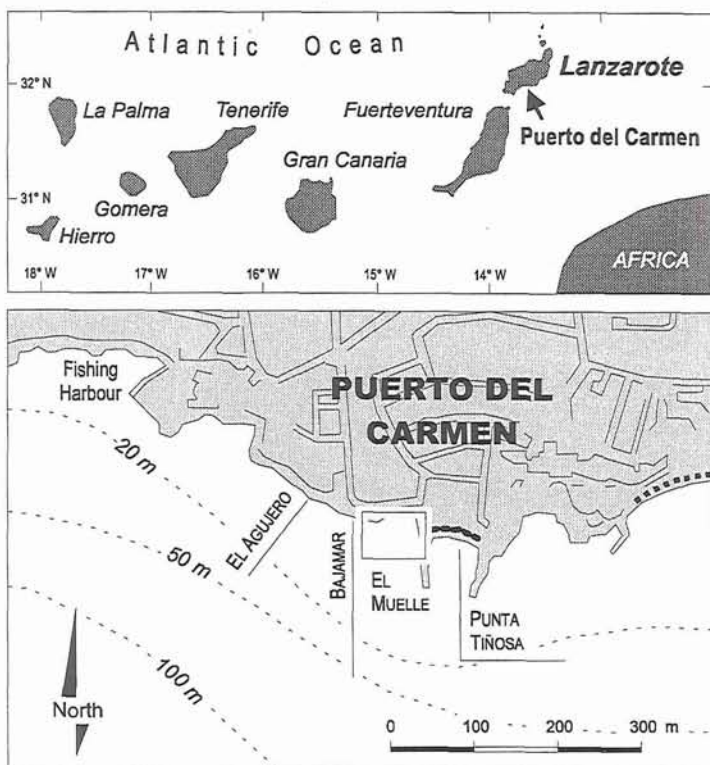 Atlantic Ocean
32° N
Lanzarote
La Palma
Tenerife
Fuerteventura
Puerto del Carmen
Gran Canaria
31° N
Gomera
Hierro
AFRICA
18° W
17° W
16° W
15° W
14° W
Fishing
Harbour
PUERTO DEL
CARMEN
20 m
EL AGUJERO
50 m
BAJAMAR
EL
MUELLE
PUNTA
TIÑOSA
100 m
North
0 100 200 300 m